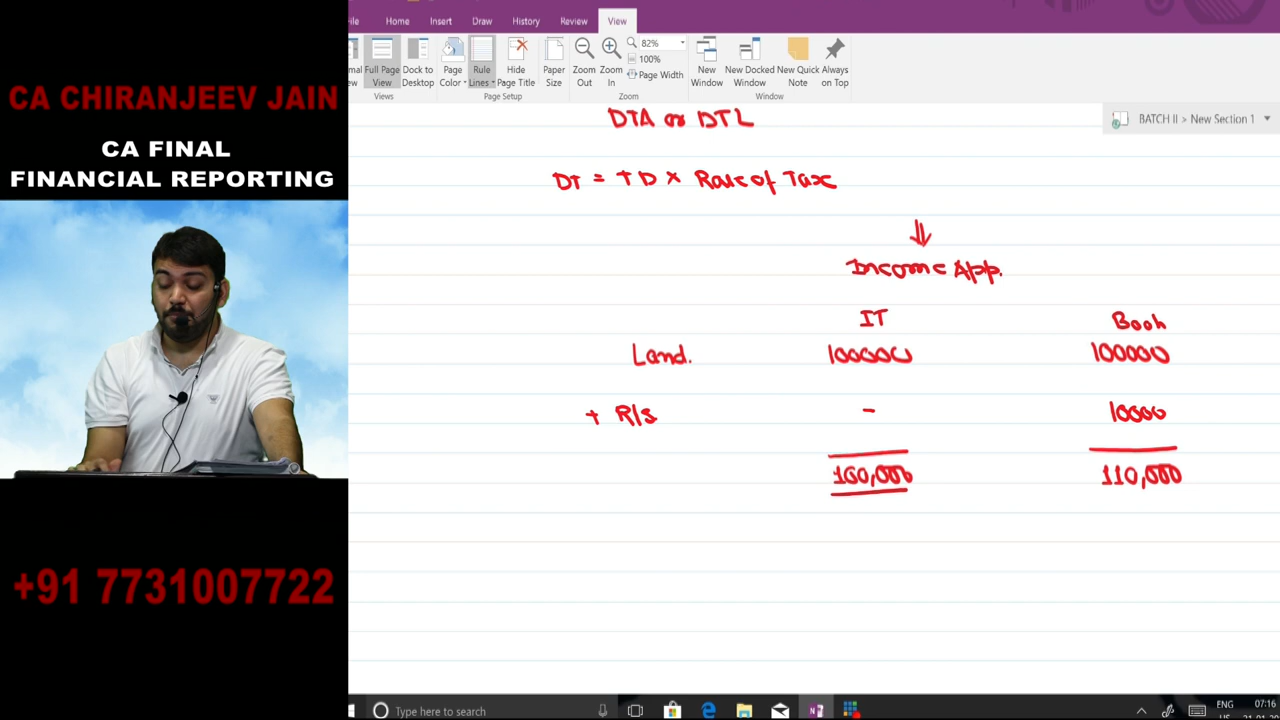 CA CHIRANJEEV JAIN
CA FINAL
FINANCIAL REPORTING
+91 7731007722
Home Insert Draw History Review View
Full Page View
Dock to Desktop
Views
Page Color
Rule Lines
Hide Page Title
Page Setup
Paper Size
Zoom Out
Zoom In
82%
100%
Page Width
Zoom
New Window
New Docked Window
New Quick Note
Always on Top
Window
BATCH II > New Section 1
DTA or DTL
DT = TD × Rate of Tax
⇓
Income App.
IT Book
Land. 100000 100000
+ R/s - 10000
100,000 110,000
Type here to search
ENG 07:16